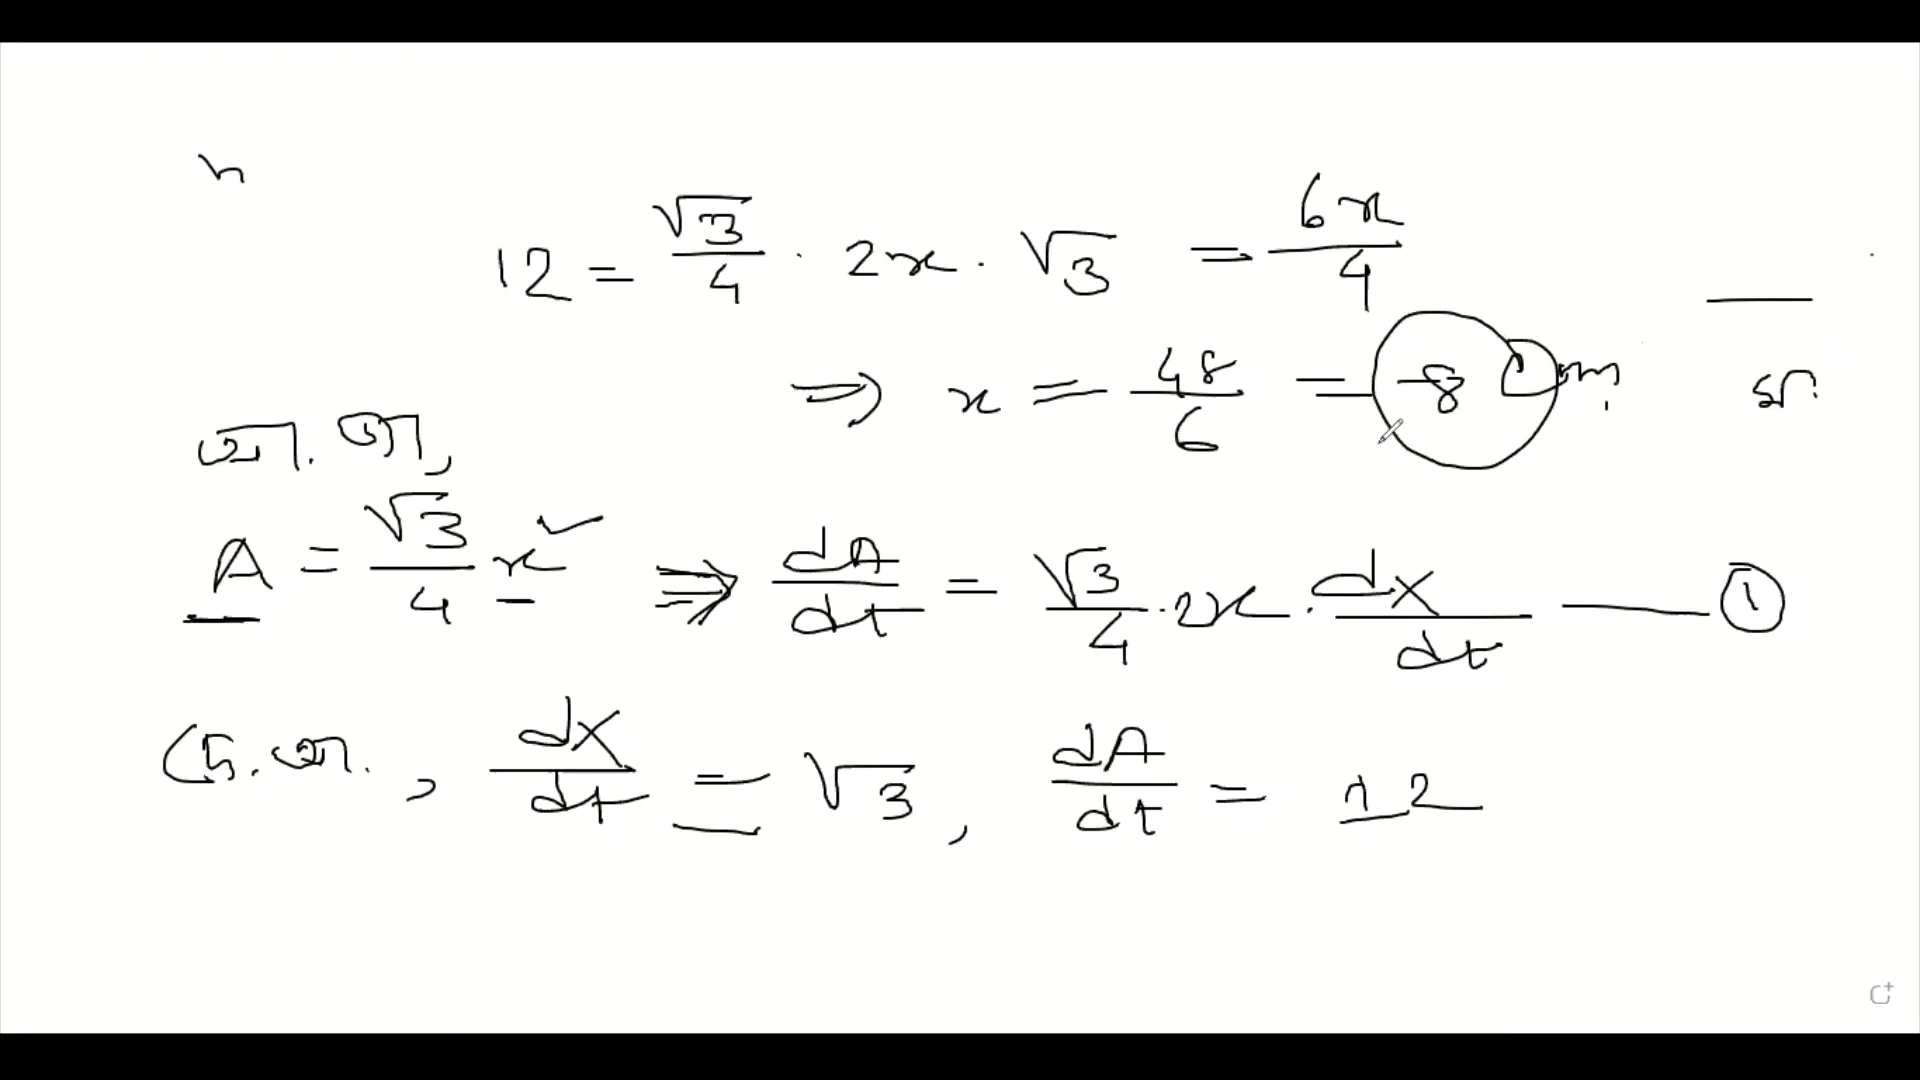 12 = √3/4 · 2x · √3 = 6x/4
⇒ x = 48/6 = 8 cm
আ. জা,
A = √3/4 x² ⇒ dA/dt = √3/4 · 2x · dx/dt —— ①
dx/dt = √3, dA/dt = 12